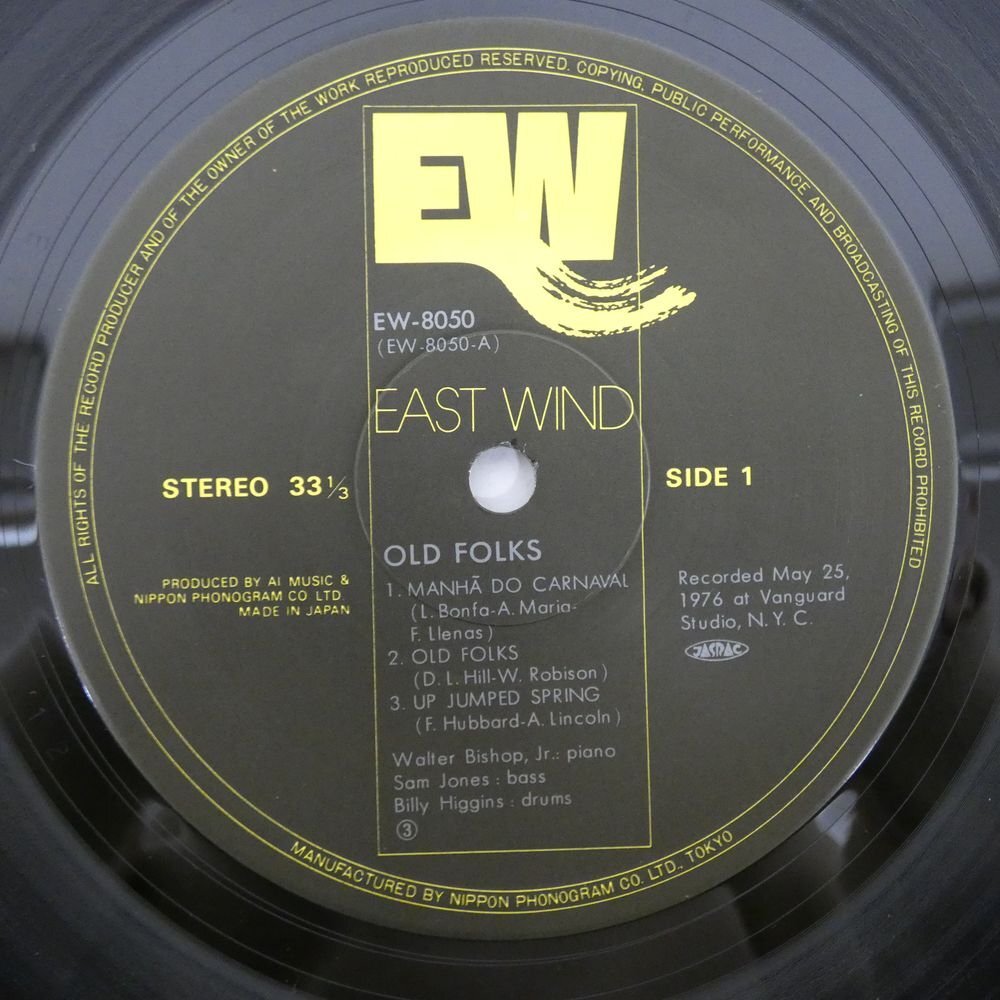 ALL RIGHTS OF THE RECORD PRODUCER AND OF THE OWNER OF THE WORK REPRODUCED RESERVED. COPYING, PUBLIC PERFORMANCE AND BROADCASTING OF THIS RECORD PROHIBITED
EW
EW-8050
(EW-8050-A)
EAST WIND
STEREO 33⅓
SIDE 1
PRODUCED BY AI MUSIC &
NIPPON PHONOGRAM CO LTD.
MADE IN JAPAN
OLD FOLKS
1. MANHÃ DO CARNAVAL
(L. Bonfa-A. Maria-
F. Llenas)
2. OLD FOLKS
(D. L. Hill-W. Robison)
3. UP JUMPED SPRING
(F. Hubbard-A. Lincoln)
Walter Bishop, Jr.: piano
Sam Jones : bass
Billy Higgins : drums
③
Recorded May 25,
1976 at Vanguard
Studio, N. Y. C.
JASRAC
MANUFACTURED BY NIPPON PHONOGRAM CO. LTD., TOKYO